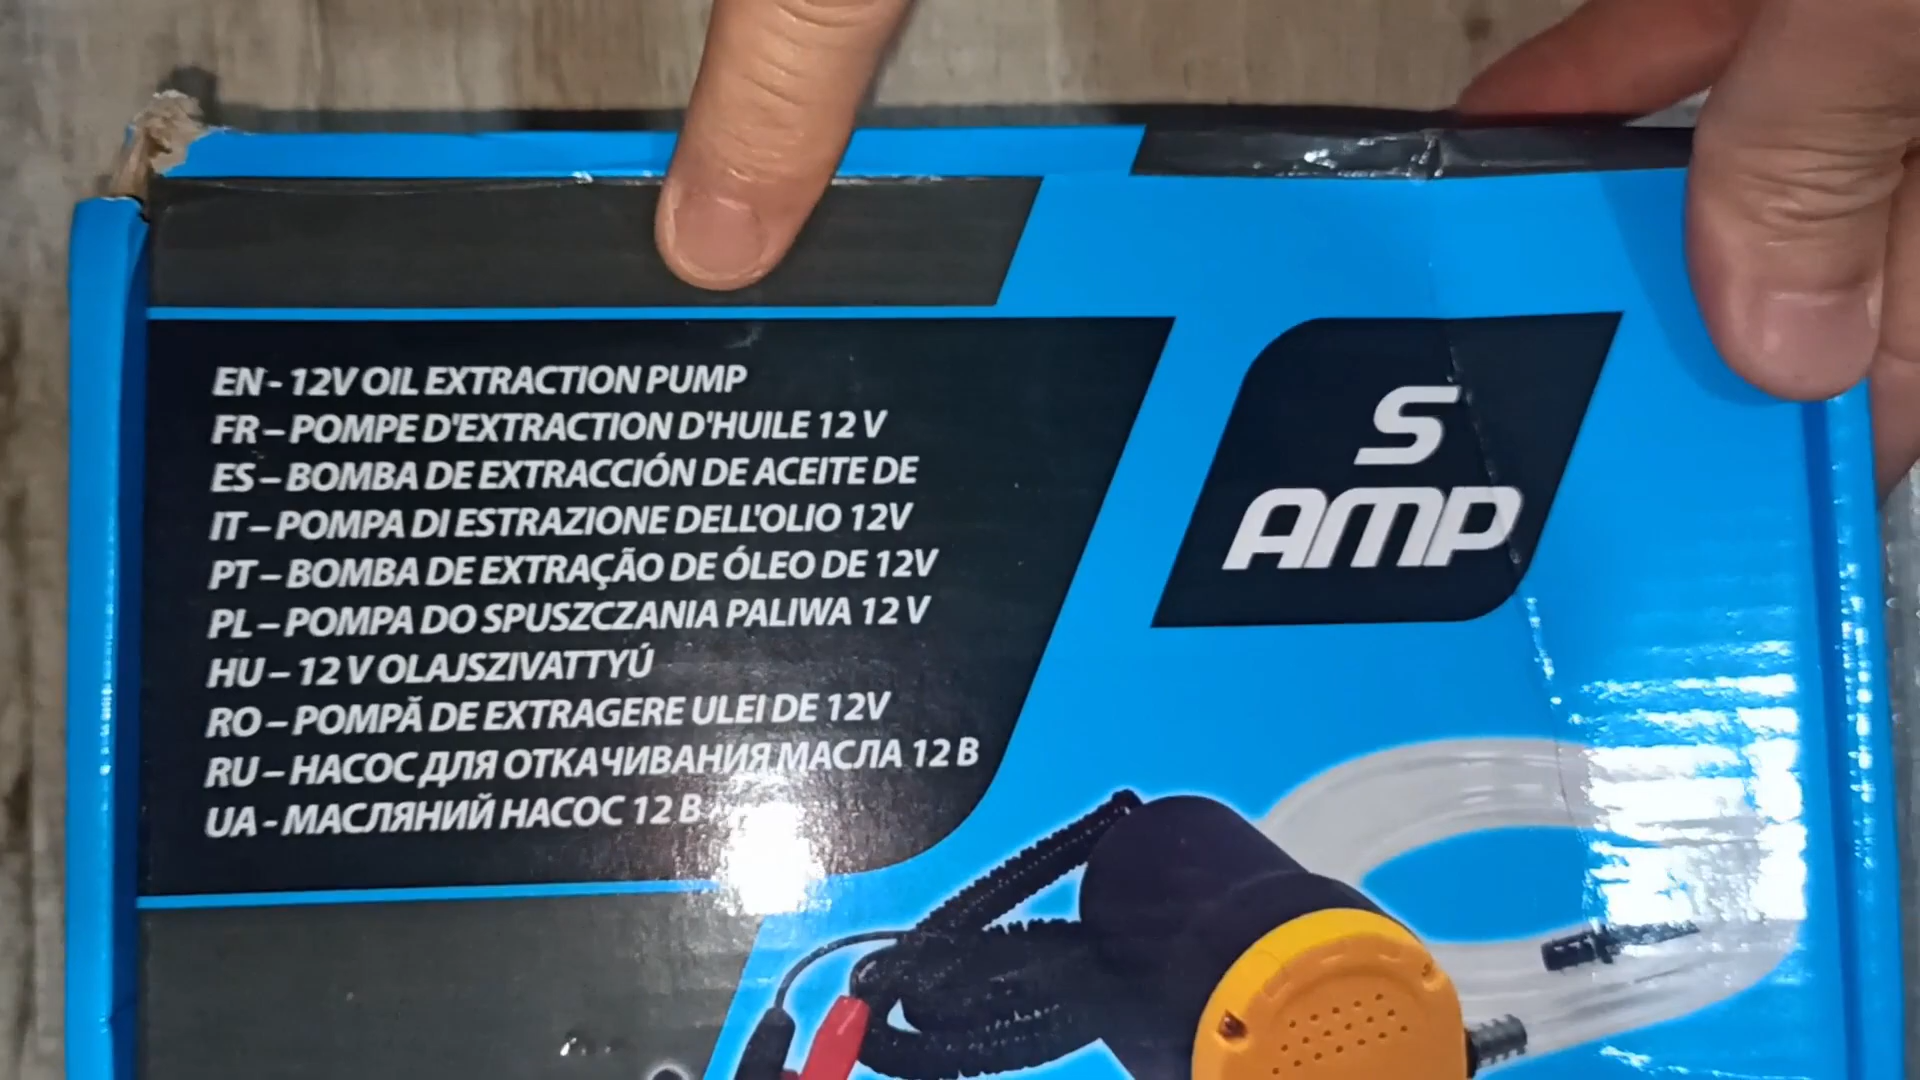 EN - 12V OIL EXTRACTION PUMP
FR – POMPE D'EXTRACTION D'HUILE 12 V
ES – BOMBA DE EXTRACCIÓN DE ACEITE DE
IT – POMPA DI ESTRAZIONE DELL'OLIO 12V
PT – BOMBA DE EXTRAÇÃO DE ÓLEO DE 12V
PL – POMPA DO SPUSZCZANIA PALIWA 12 V
HU – 12 V OLAJSZIVATTYÚ
RO – POMPĂ DE EXTRAGERE ULEI DE 12V
RU – НАСОС ДЛЯ ОТКАЧИВАНИЯ МАСЛА 12 В
UA - МАСЛЯНИЙ НАСОС 12 В
S
AMP